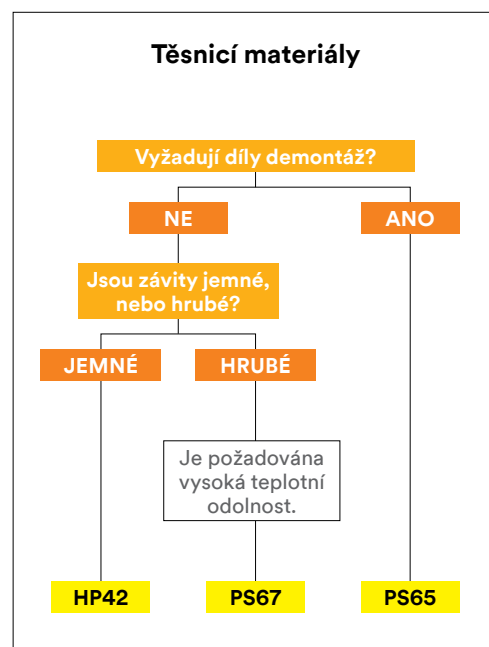 Těsnicí materiály
Vyžadují díly demontáž?
NE
ANO
Jsou závity jemné,
nebo hrubé?
JEMNÉ
HRUBÉ
Je požadována
vysoká teplotní
odolnost.
HP42
PS67
PS65